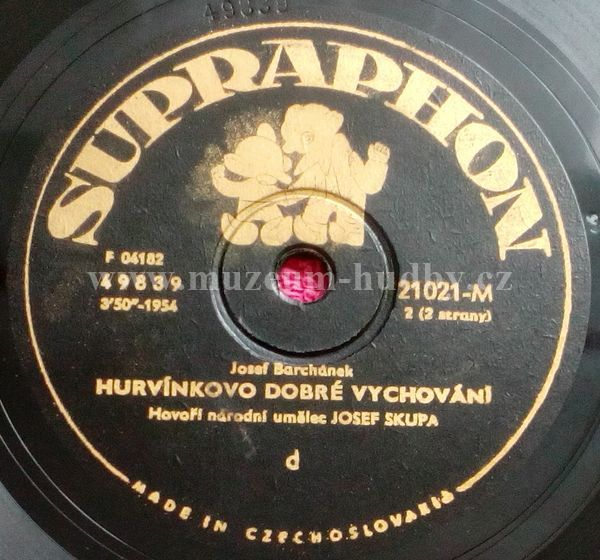 49839
SUPRAPHON
F 04182
49839
3'50"-1954
21021-M
2 (2 strany)
www.muzeum-hudby.cz
Josef Barchánek
HURVÍNKOVO DOBRÉ VYCHOVÁNÍ
Hovoří národní umělec JOSEF SKUPA
d
MADE IN CZECHOSLOVAKIA